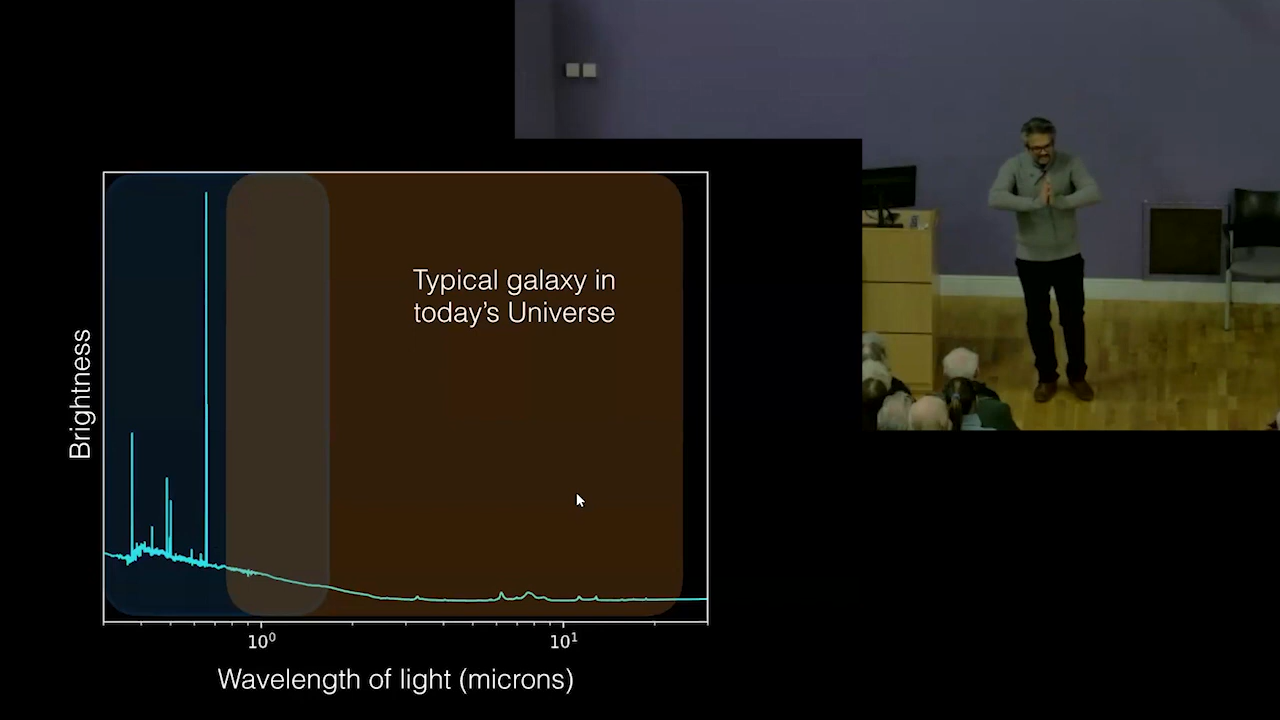 Typical galaxy in
today's Universe
Brightness
10⁰
10¹
Wavelength of light (microns)